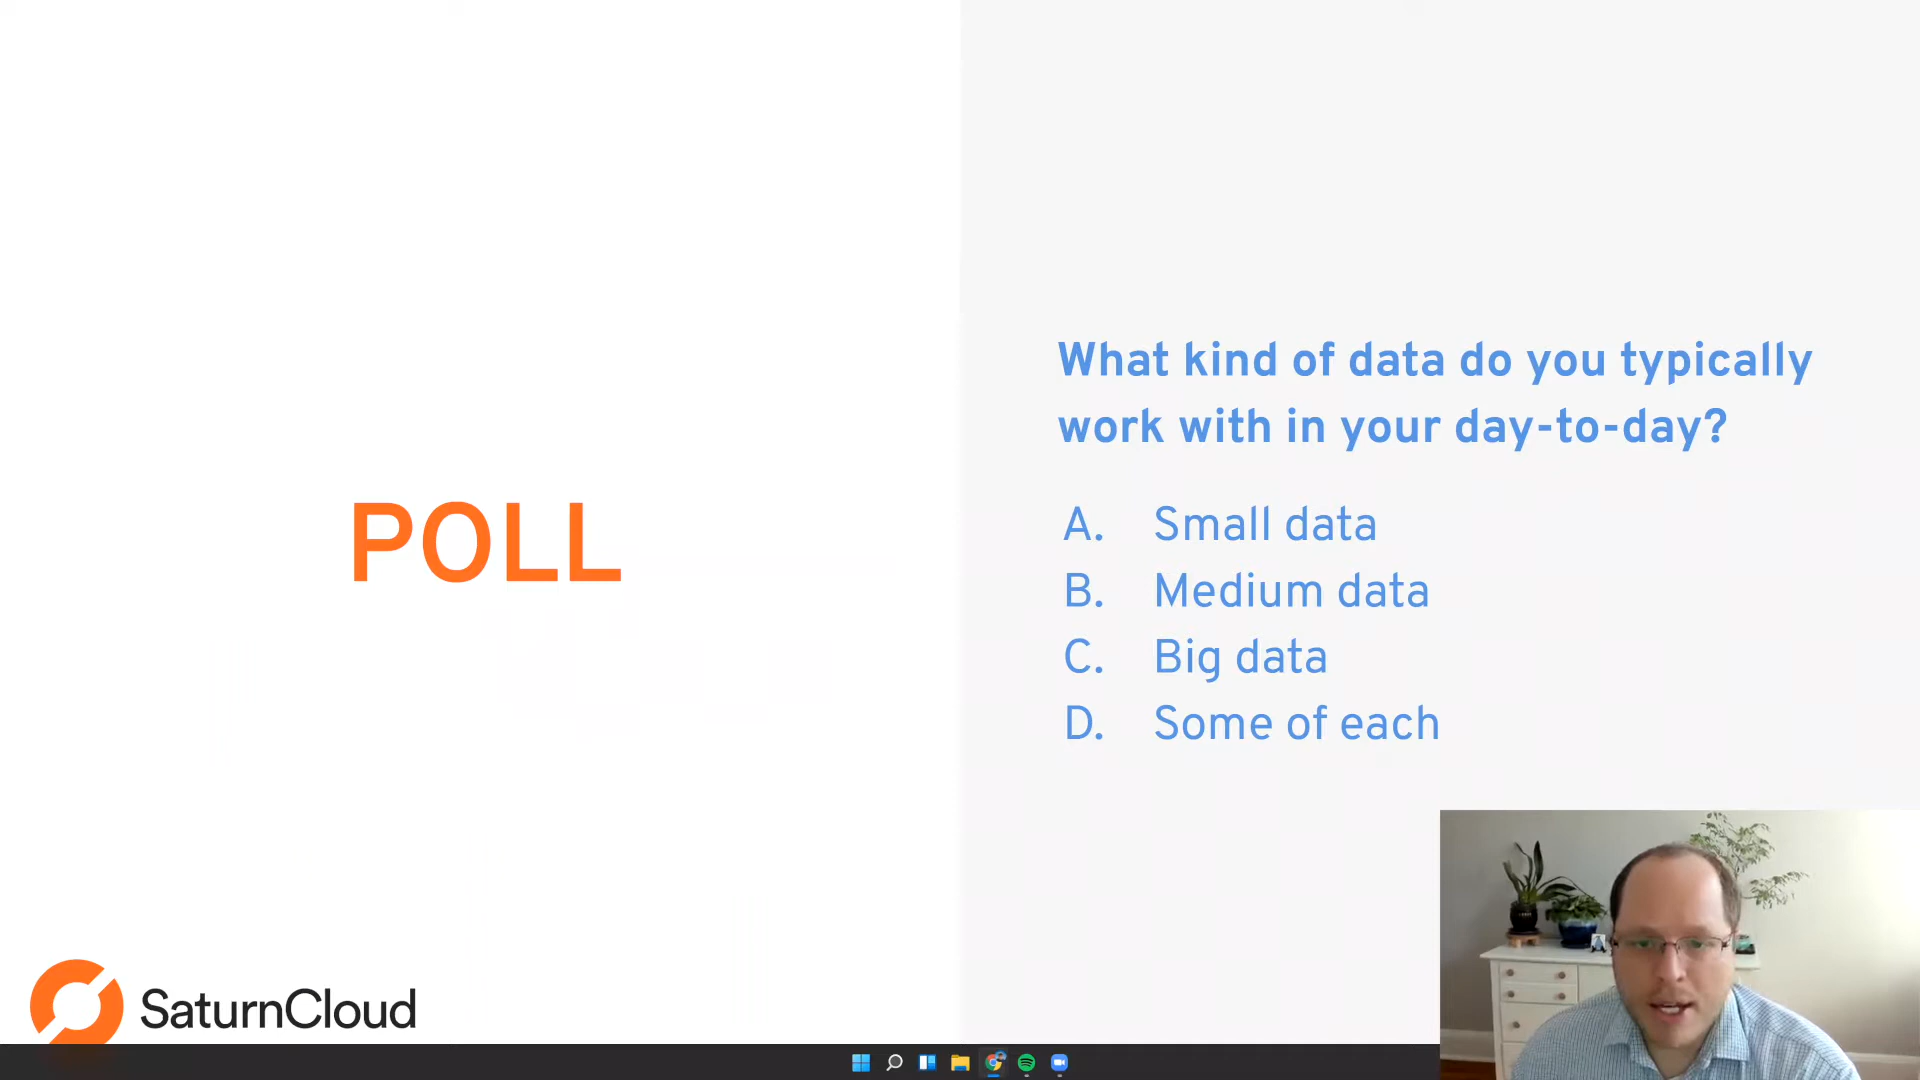 POLL
What kind of data do you typically
work with in your day-to-day?
A. Small data
B. Medium data
C. Big data
D. Some of each
SaturnCloud